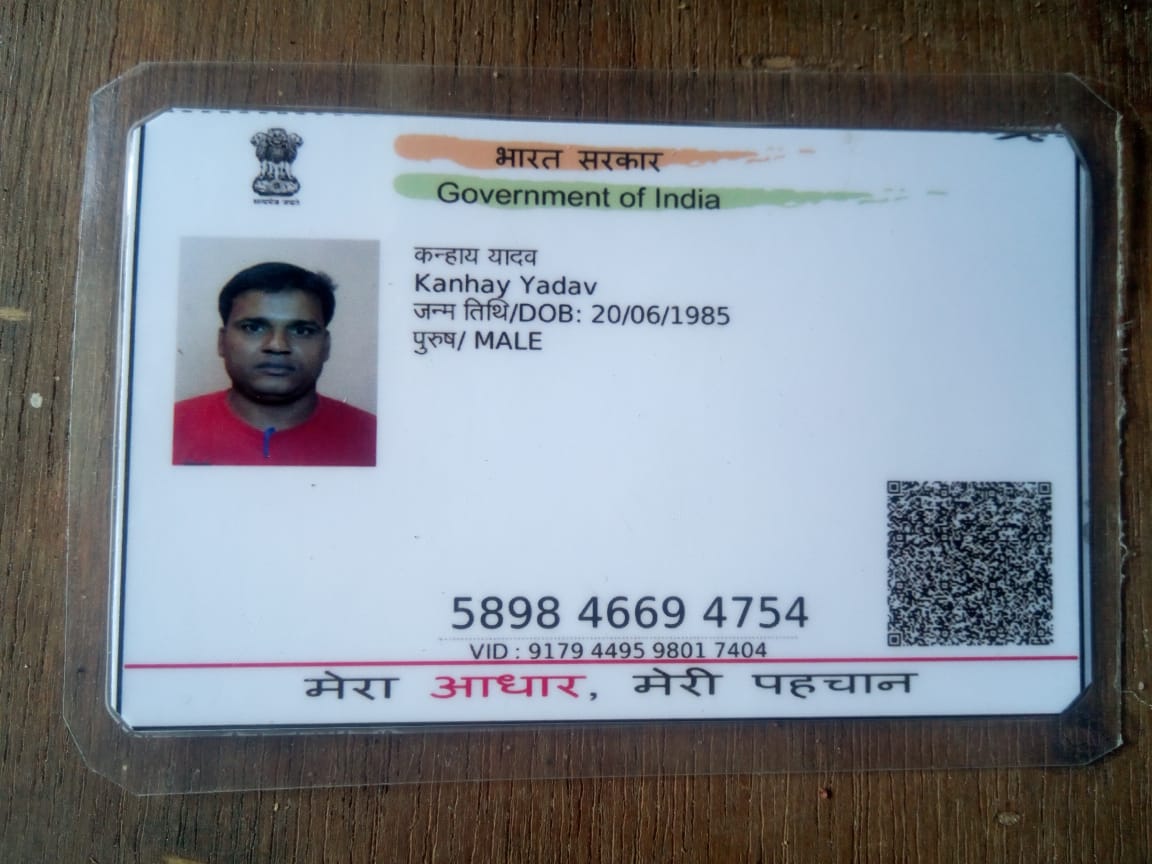 सत्यमेव जयते
भारत सरकार
Government of India
कन्हाय यादव
Kanhay Yadav
जन्म तिथि/DOB: 20/06/1985
पुरुष/ MALE
5898 4669 4754
VID : 9179 4495 9801 7404
मेरा आधार, मेरी पहचान